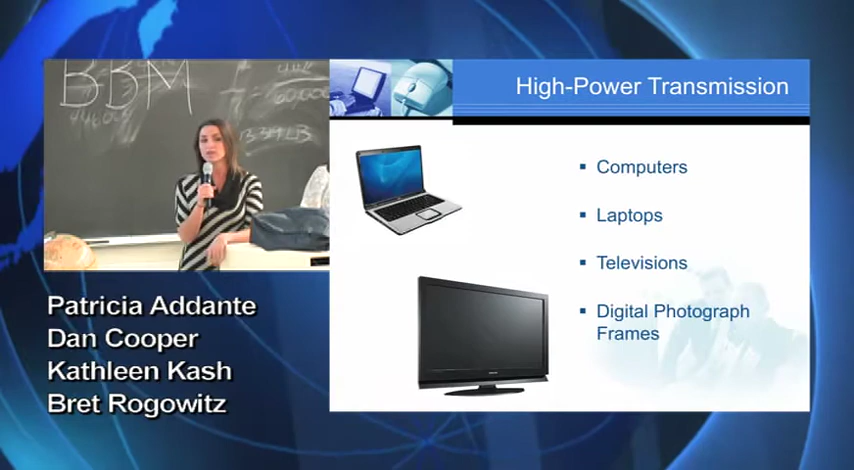 BBM
High-Power Transmission
Computers
Laptops
Televisions
Digital Photograph
Frames
Patricia Addante
Dan Cooper
Kathleen Kash
Bret Rogowitz